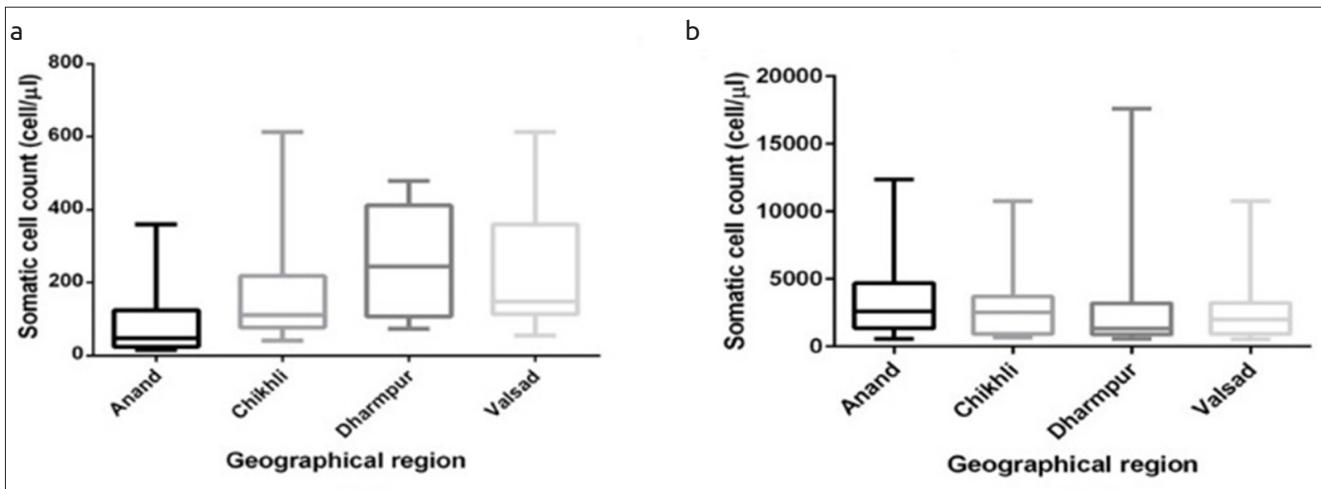 a
Somatic cell count (cell/μl)
800
600
400
200
0
Anand
Chikhli
Dharmpur
Valsad
Geographical region
b
Somatic cell count (cell/μl)
20000
15000
10000
5000
0
Anand
Chikhli
Dharmpur
Valsad
Geographical region